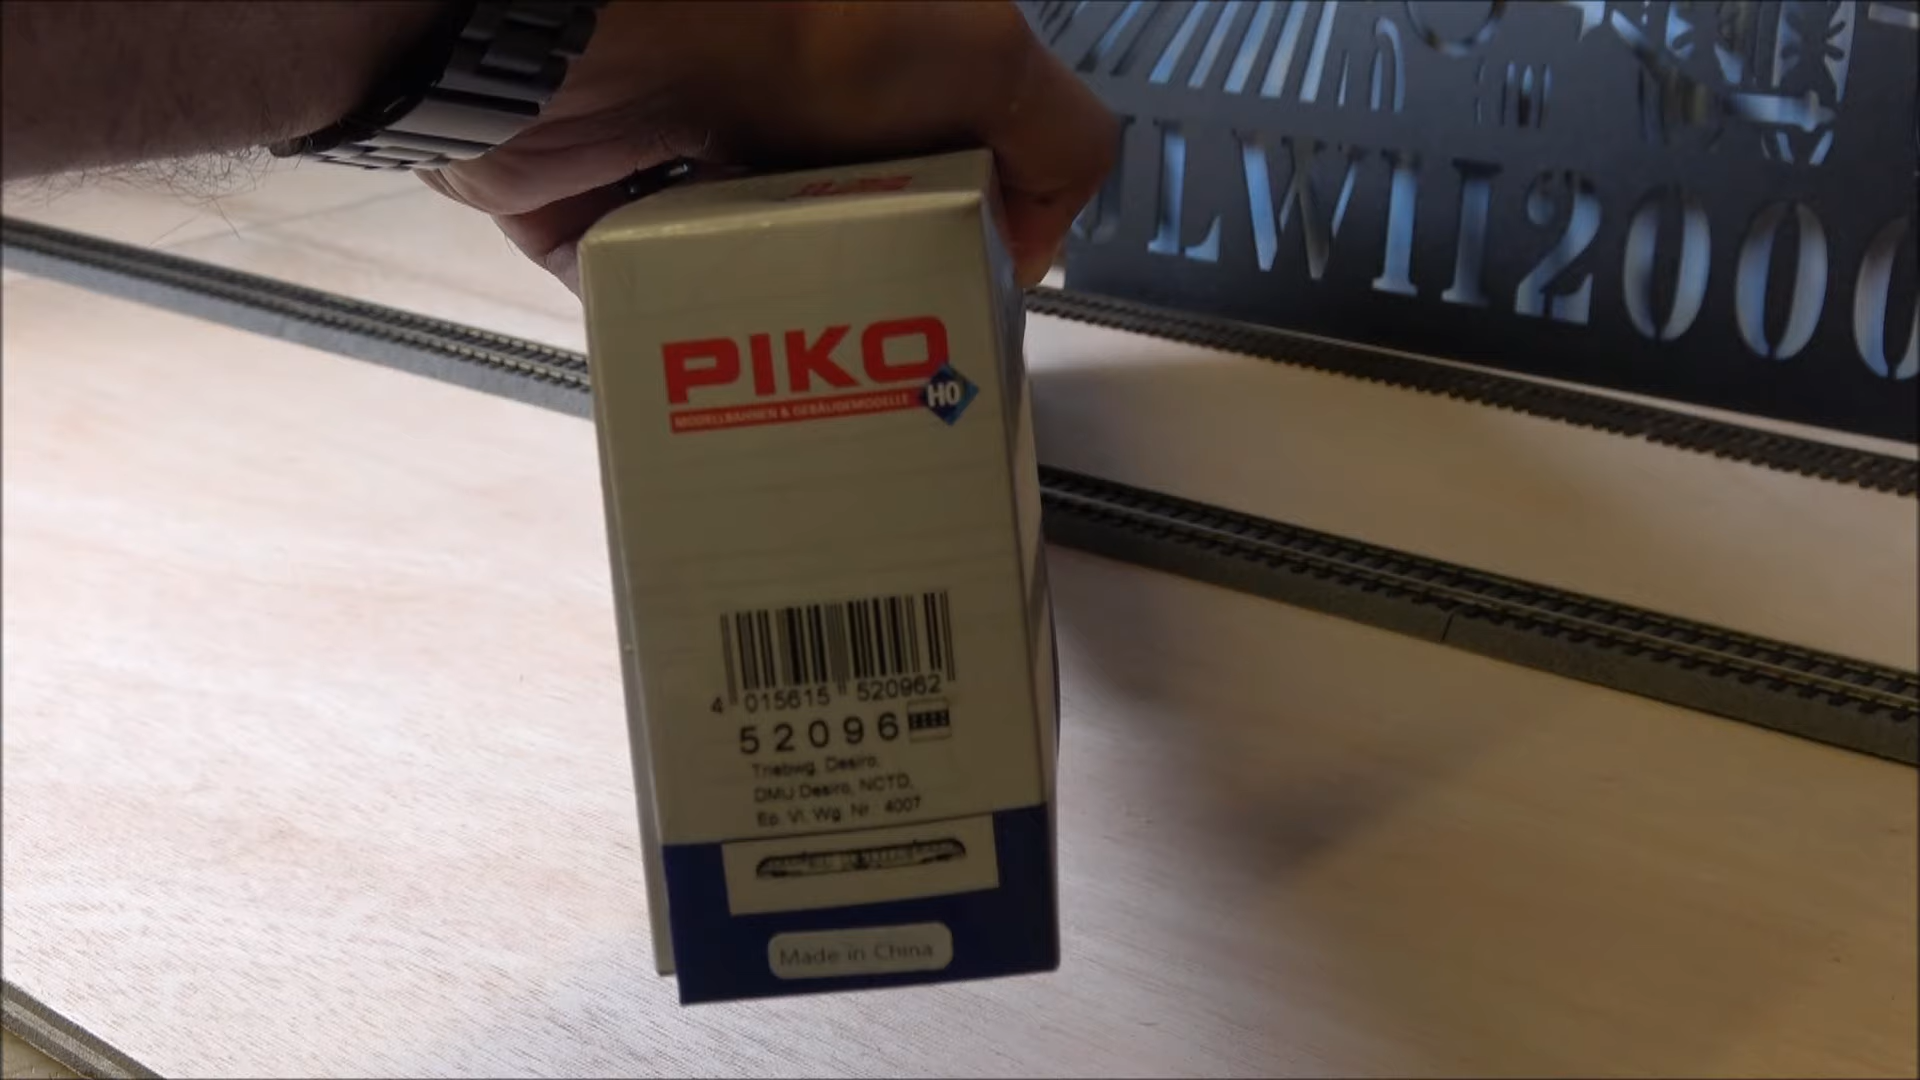 JLWII2000
PIKO
H0
MODELLBAHNEN & GEBÄUDEMODELLE
4 015615 520962
52096
Triebwg. Desiro,
DMU Desiro, NCTD,
Ep. VI. Wg. Nr. 4007
Made in China